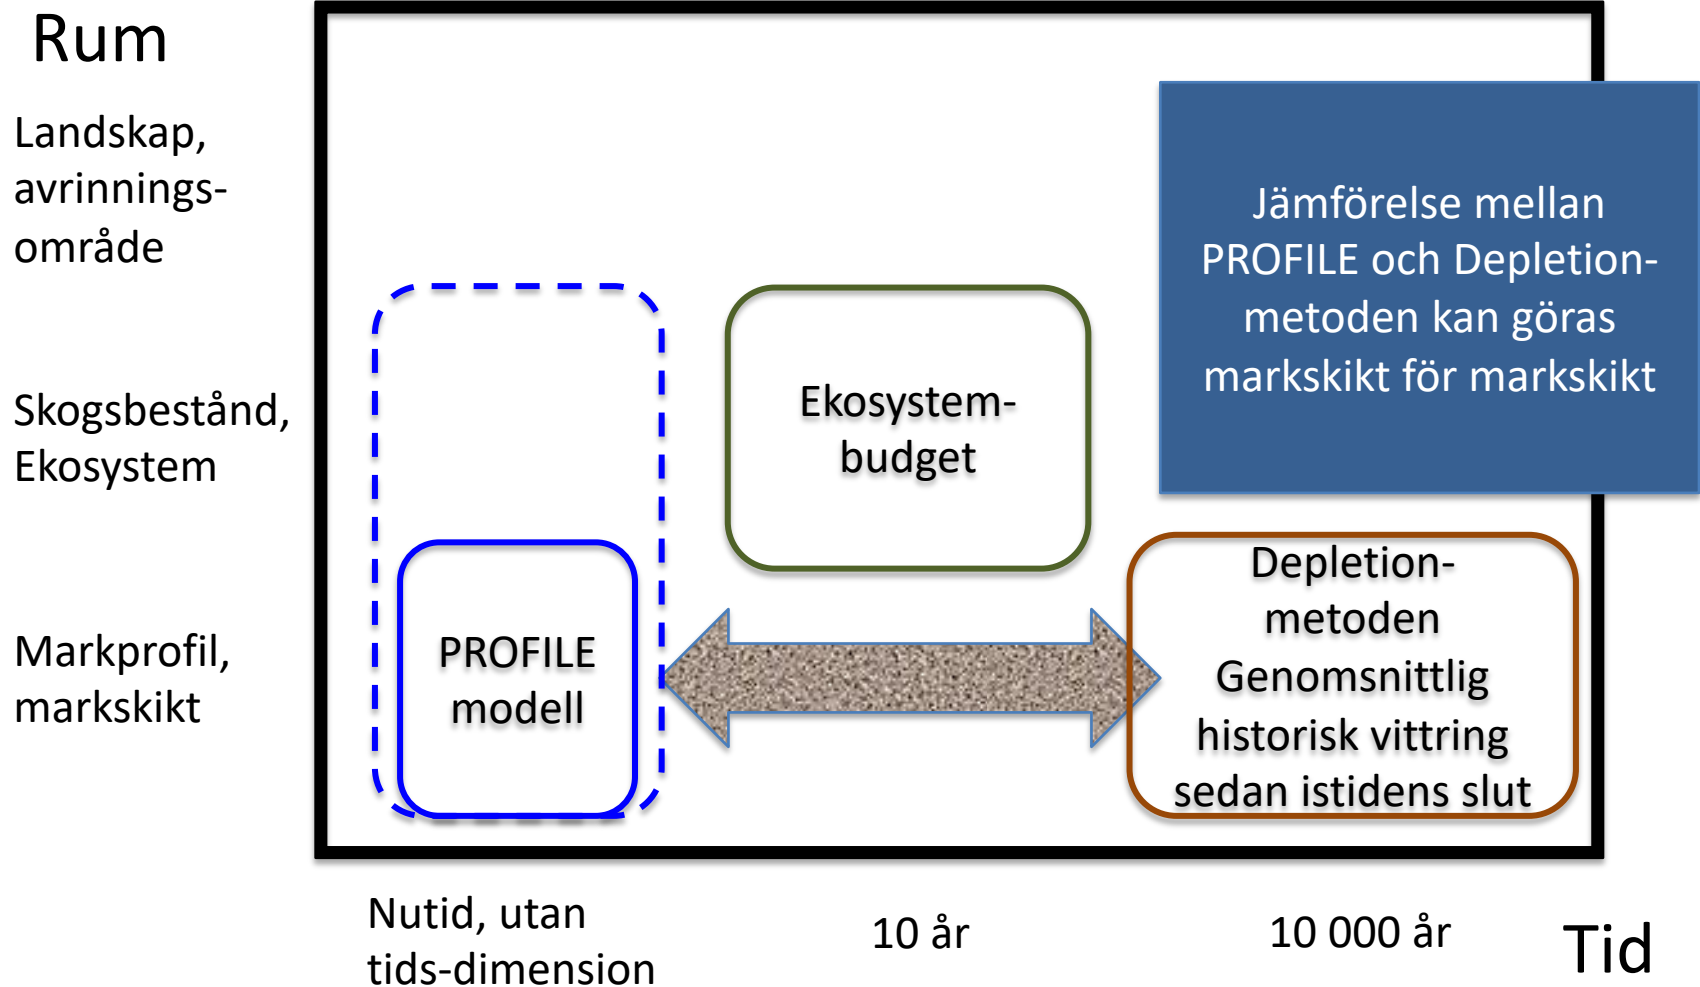 Rum
Landskap,
avrinnings-
område
Jämförelse mellan
PROFILE och Depletion-
metoden kan göras
markskikt för markskikt
Skogsbestånd,
Ekosystem
Ekosystem-
budget
Markprofil,
markskikt
PROFILE
modell
Depletion-
metoden
Genomsnittlig
historisk vittring
sedan istidens slut
Nutid, utan
tids-dimension
10 år
10 000 år
Tid